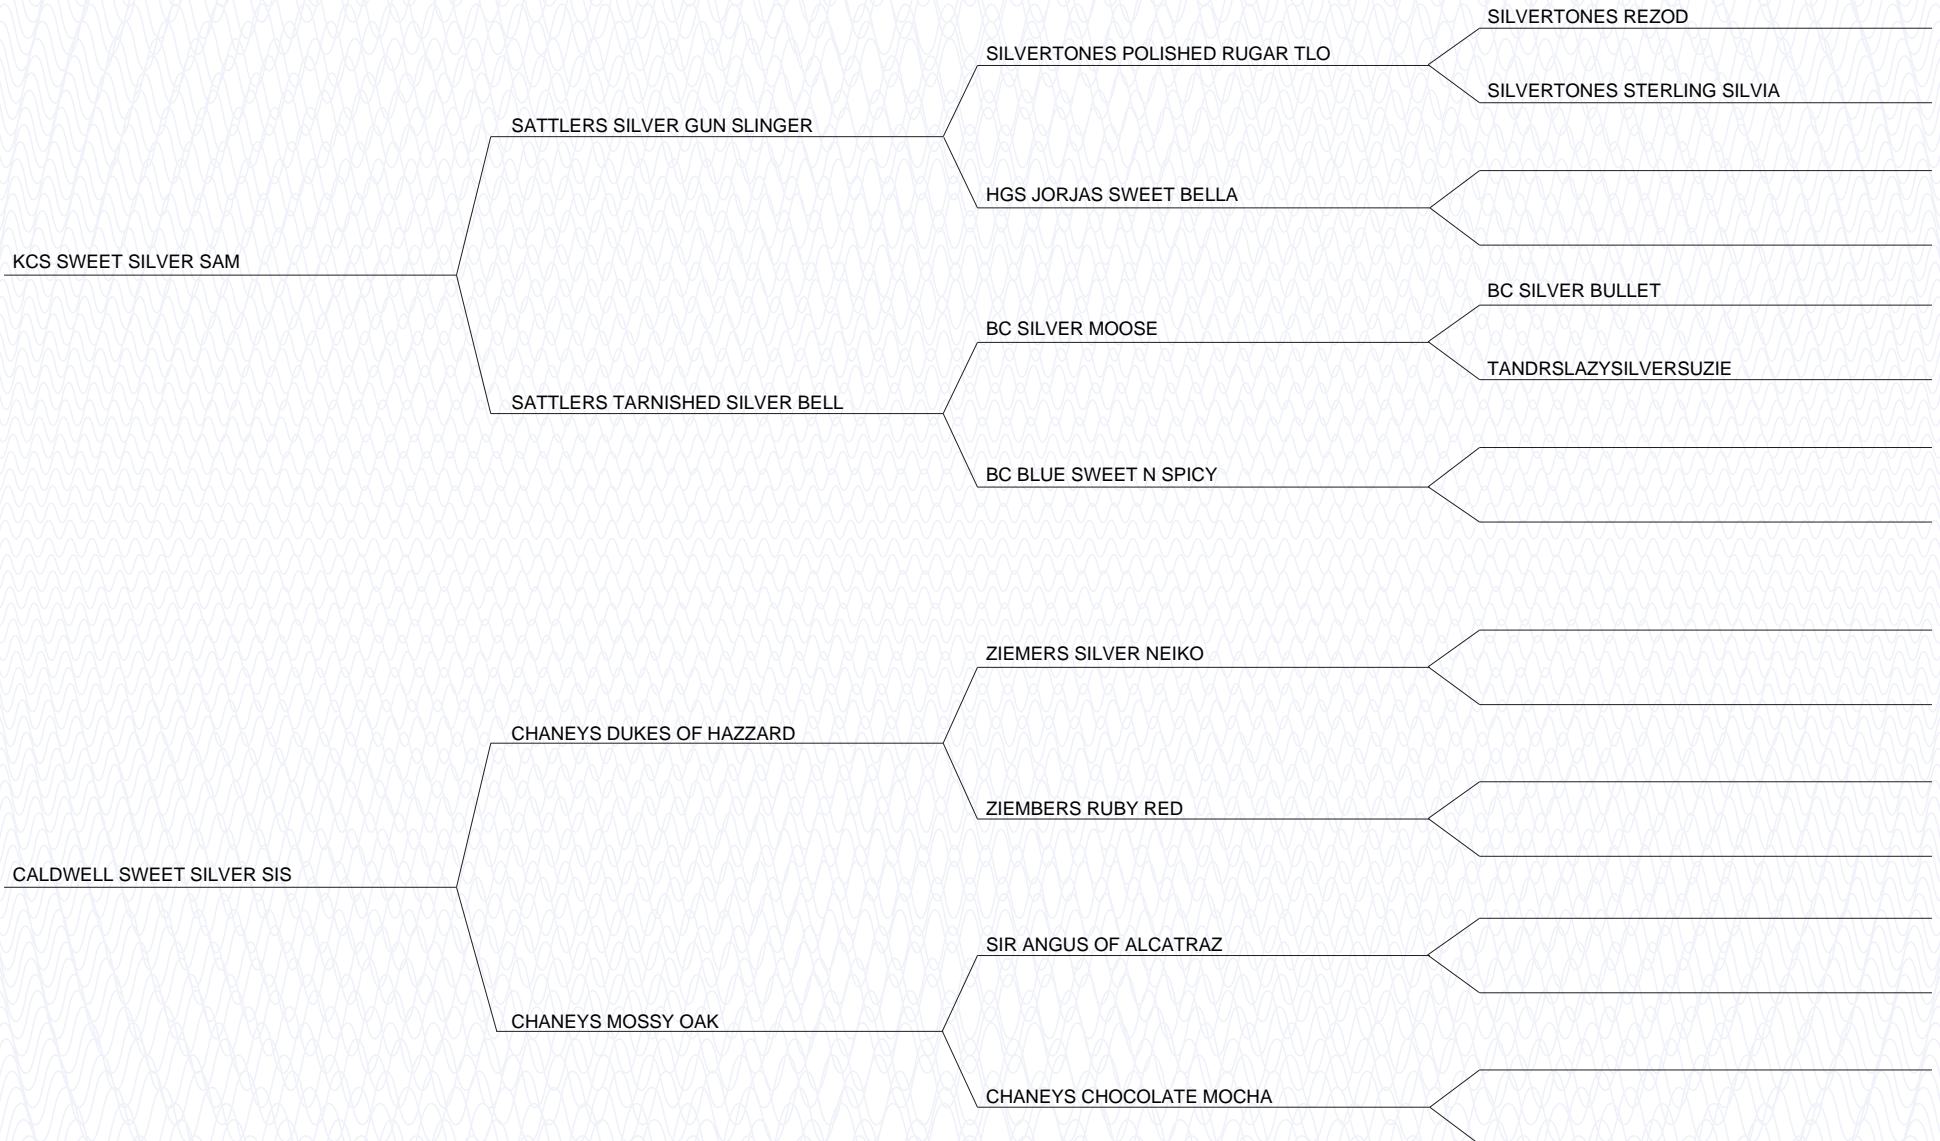 SILVERTONES REZOD
SILVERTONES POLISHED RUGAR TLO
SILVERTONES STERLING SILVIA
SATTLERS SILVER GUN SLINGER
HGS JORJAS SWEET BELLA
KCS SWEET SILVER SAM
BC SILVER BULLET
BC SILVER MOOSE
TANDRSLAZYSILVERSUZIE
SATTLERS TARNISHED SILVER BELL
BC BLUE SWEET N SPICY
ZIEMERS SILVER NEIKO
CHANEYS DUKES OF HAZZARD
ZIEMBERS RUBY RED
CALDWELL SWEET SILVER SIS
SIR ANGUS OF ALCATRAZ
CHANEYS MOSSY OAK
CHANEYS CHOCOLATE MOCHA